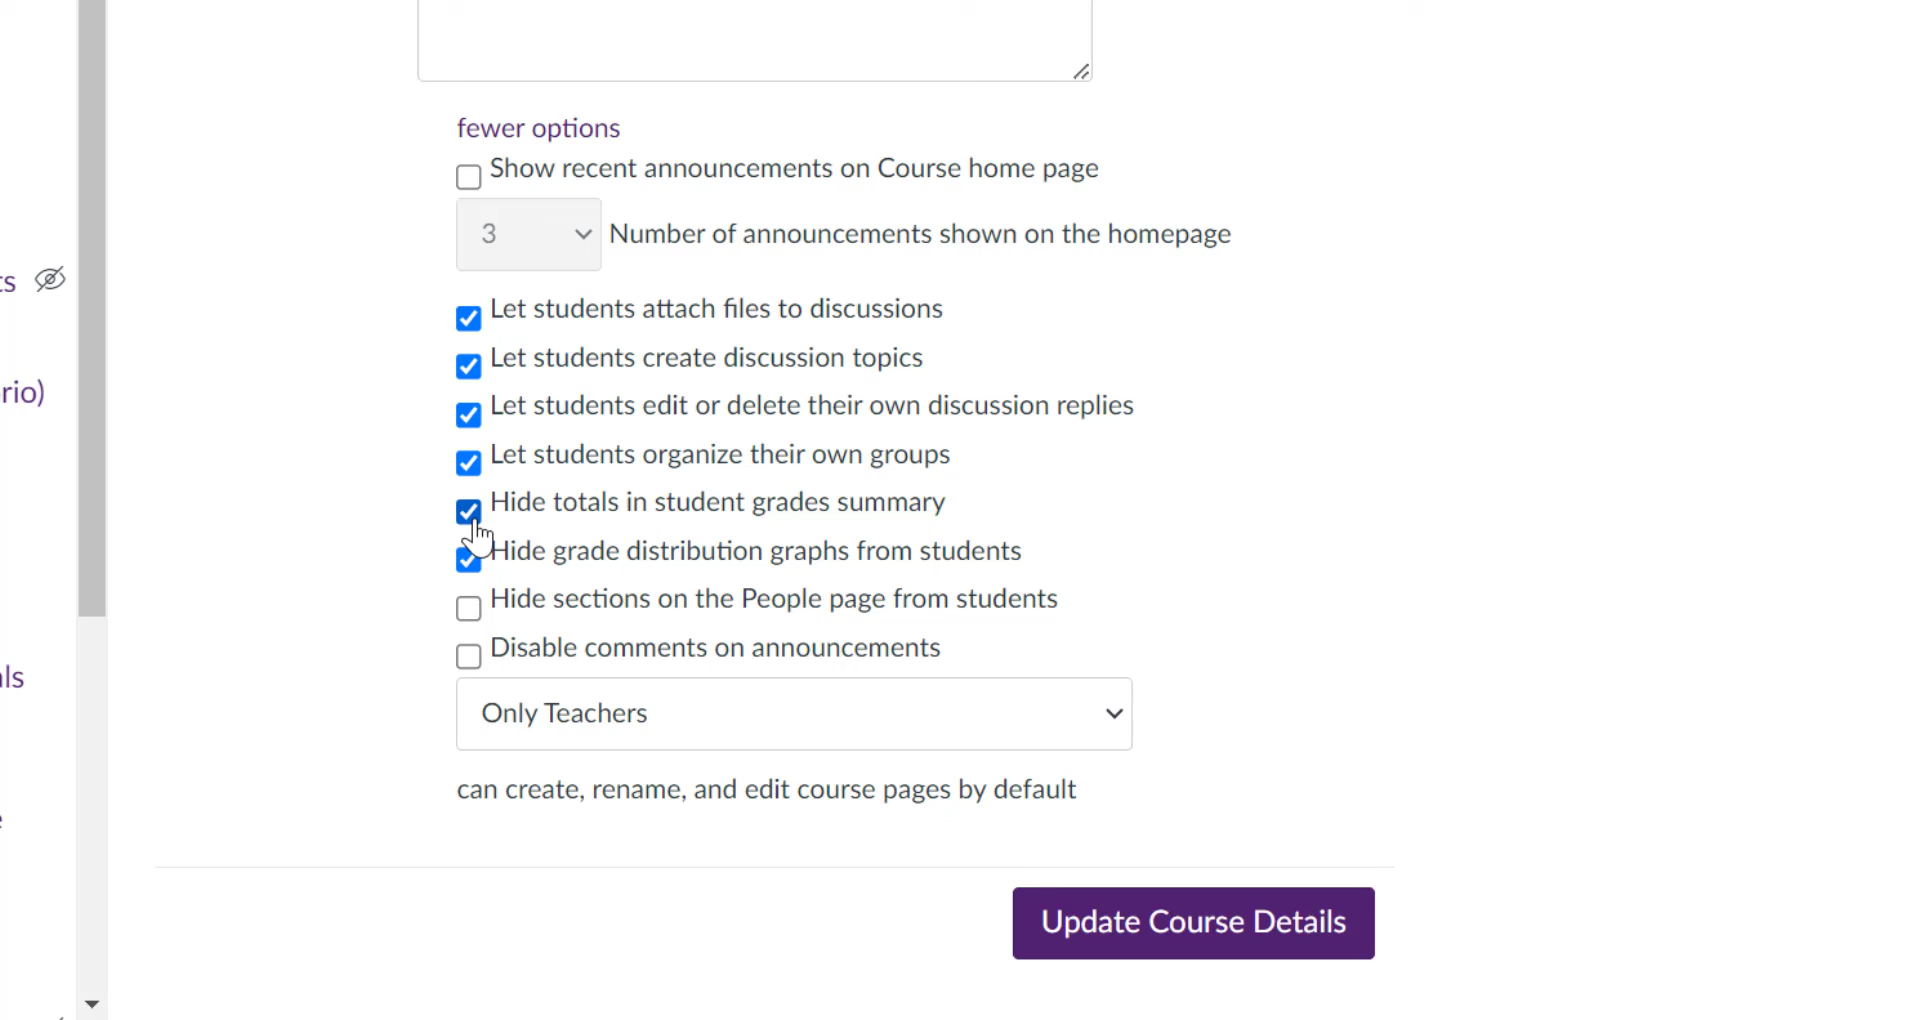 fewer options
Show recent announcements on Course home page
3 Number of announcements shown on the homepage
ts
Let students attach files to discussions
Let students create discussion topics
rio)
Let students edit or delete their own discussion replies
Let students organize their own groups
Hide totals in student grades summary
Hide grade distribution graphs from students
Hide sections on the People page from students
Disable comments on announcements
ls
Only Teachers
can create, rename, and edit course pages by default
Update Course Details